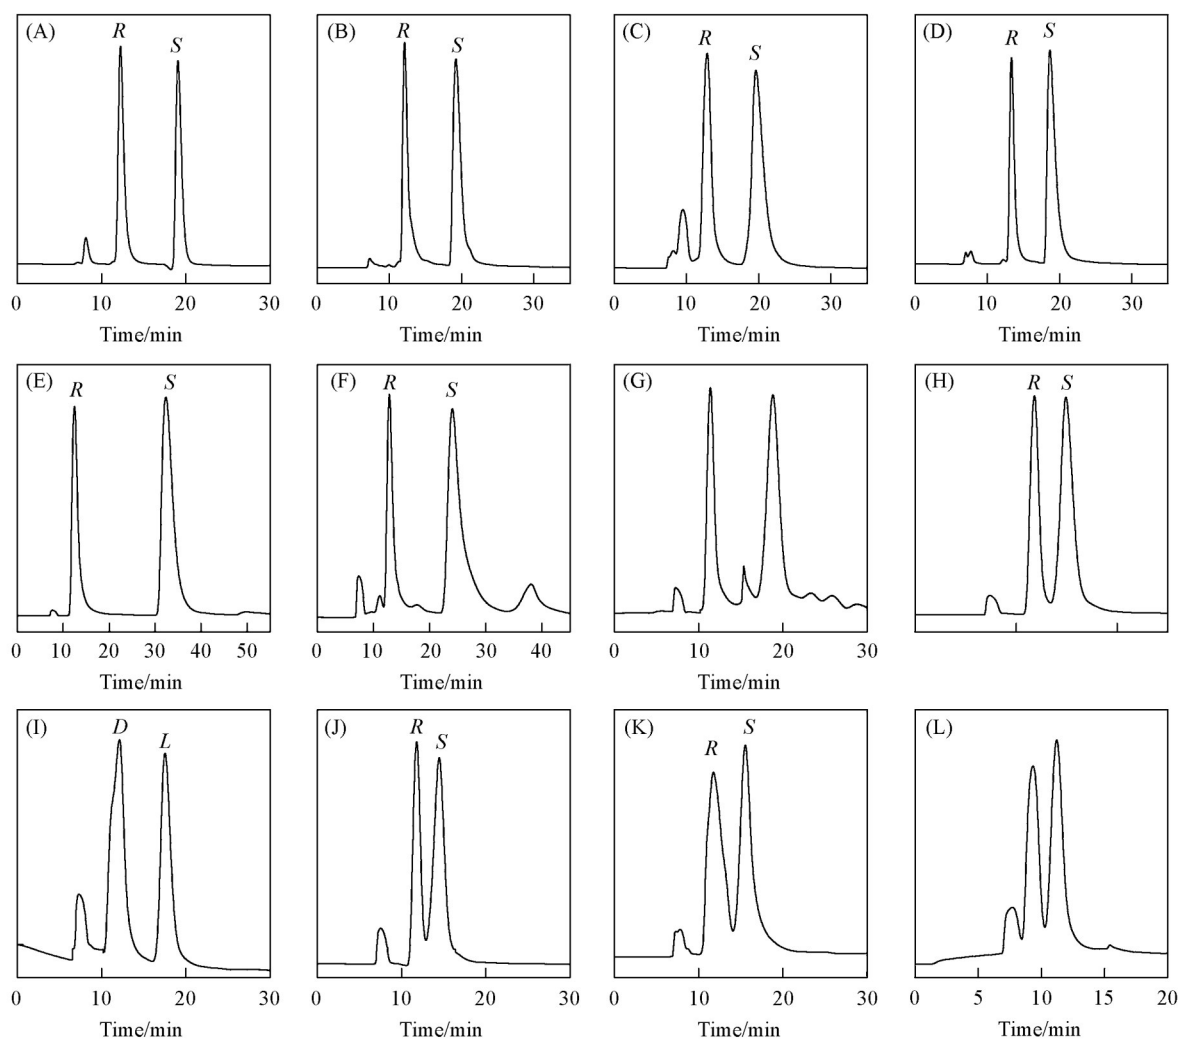 (A) R S (B) R S (C) R S (D) R S
0 10 20 30 0 10 20 30 0 10 20 30 0 10 20 30
Time/min Time/min Time/min Time/min
(E) R S (F) R S (G) (H) R S
0 10 20 30 40 50 0 10 20 30 40 0 10 20 30
Time/min Time/min Time/min
(I) D L (J) R S (K) R S (L)
0 10 20 30 0 10 20 30 0 10 20 30 0 5 10 15 20
Time/min Time/min Time/min Time/min